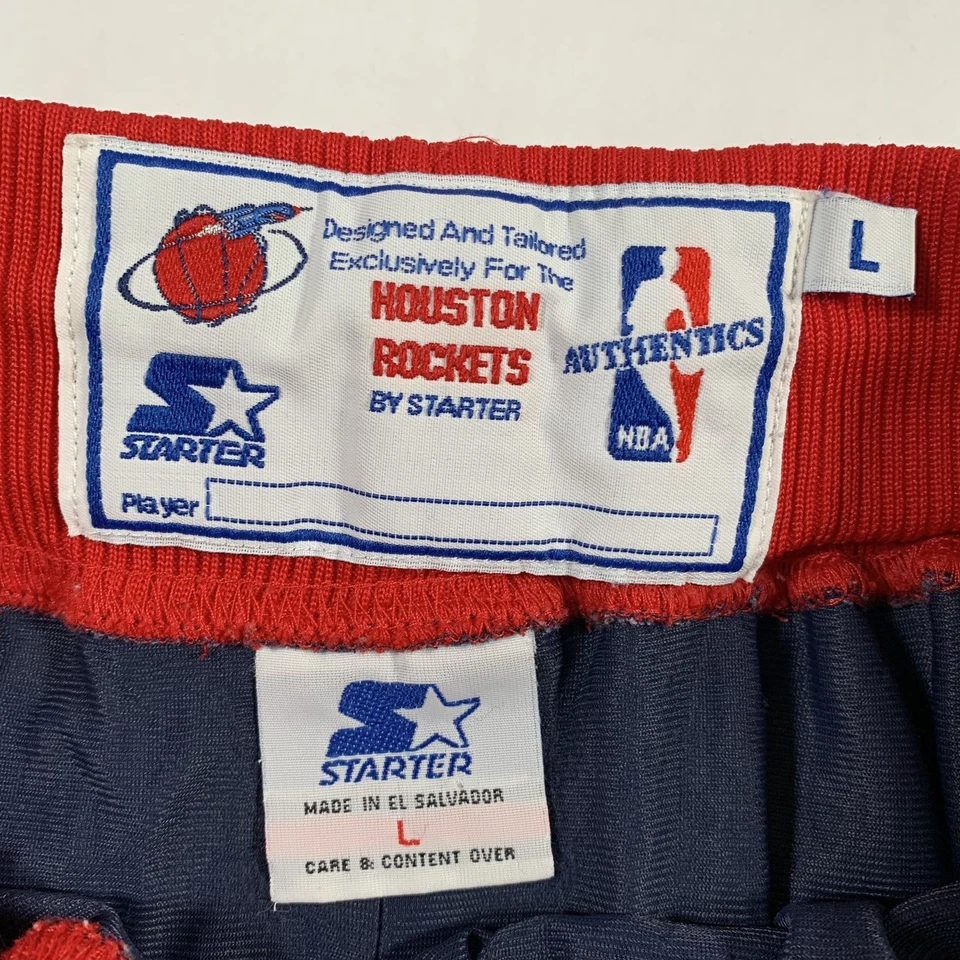 Designed And Tailored
Exclusively For The
HOUSTON
ROCKETS
BY STARTER
STARTER
AUTHENTICS
NBA
Player
L
STARTER
MADE IN EL SALVADOR
L
CARE & CONTENT OVER